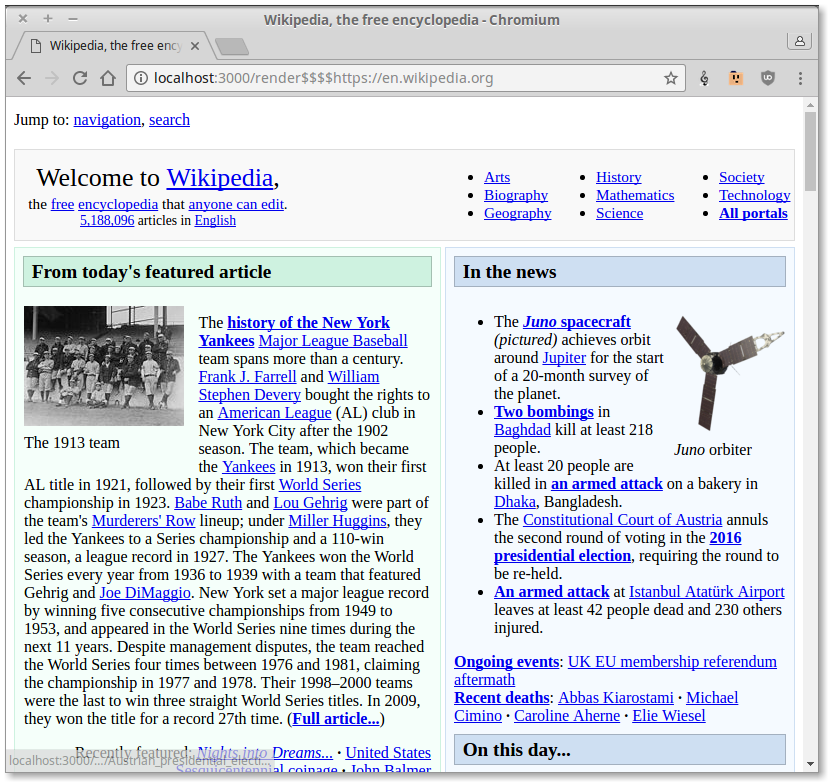 Wikipedia, the free encyclopedia - Chromium
Wikipedia, the free ency
localhost:3000/render$$$$https://en.wikipedia.org
Jump to: navigation, search
Welcome to Wikipedia,
the free encyclopedia that anyone can edit.
5,188,096 articles in English
Arts
Biography
Geography
History
Mathematics
Science
Society
Technology
All portals
From today's featured article
The history of the New York
Yankees Major League Baseball
team spans more than a century.
Frank J. Farrell and William
Stephen Devery bought the rights to
an American League (AL) club in
New York City after the 1902
season. The team, which became
the Yankees in 1913, won their first
The 1913 team
AL title in 1921, followed by their first World Series
championship in 1923. Babe Ruth and Lou Gehrig were part of
the team's Murderers' Row lineup; under Miller Huggins, they
led the Yankees to a Series championship and a 110-win
season, a league record in 1927. The Yankees won the World
Series every year from 1936 to 1939 with a team that featured
Gehrig and Joe DiMaggio. New York set a major league record
by winning five consecutive championships from 1949 to
1953, and appeared in the World Series nine times during the
next 11 years. Despite management disputes, the team reached
the World Series four times between 1976 and 1981, claiming
the championship in 1977 and 1978. Their 1998–2000 teams
were the last to win three straight World Series titles. In 2009,
they won the title for a record 27th time. (Full article...)
Recently featured: Nights into Dreams... · United States
Sesquicentennial coinage · John Balmer
In the news
The Juno spacecraft
(pictured) achieves orbit
around Jupiter for the start
of a 20-month survey of
the planet.
Juno orbiter
Two bombings in
Baghdad kill at least 218
people.
At least 20 people are
killed in an armed attack on a bakery in
Dhaka, Bangladesh.
The Constitutional Court of Austria annuls
the second round of voting in the 2016
presidential election, requiring the round to
be re-held.
An armed attack at Istanbul Atatürk Airport
leaves at least 42 people dead and 230 others
injured.
Ongoing events: UK EU membership referendum
aftermath
Recent deaths: Abbas Kiarostami · Michael
Cimino · Caroline Aherne · Elie Wiesel
On this day...
localhost:3000/.../Austrian_presidential_electi...